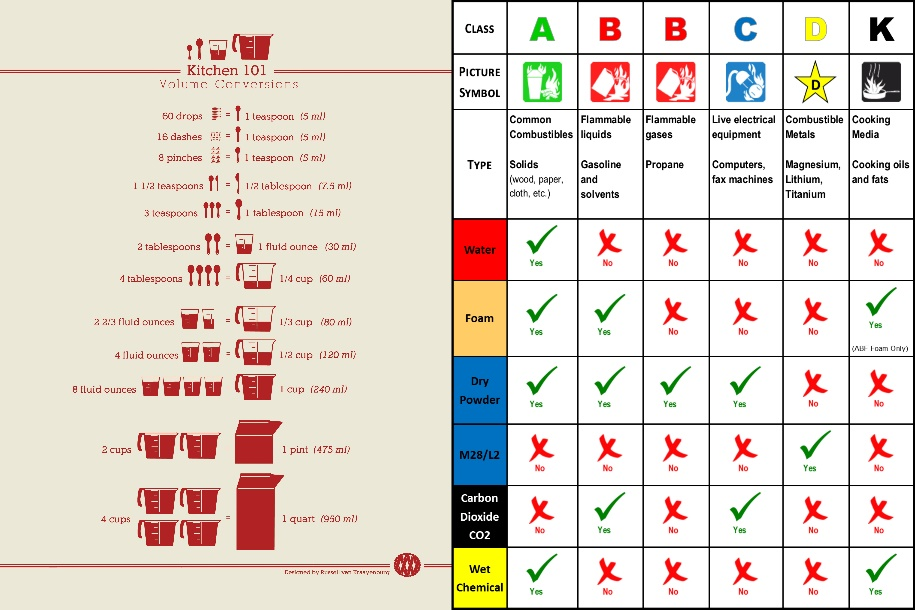 Kitchen 101
Volume Conversions
60 drops = 1 teaspoon (5 ml)
16 dashes = 1 teaspoon (5 ml)
8 pinches = 1 teaspoon (5 ml)
1 1/2 teaspoons = 1/2 tablespoon (7.5 ml)
3 teaspoons = 1 tablespoon (15 ml)
2 tablespoons = 1 fluid ounce (30 ml)
4 tablespoons = 1/4 cup (60 ml)
2 2/3 fluid ounces = 1/3 cup (80 ml)
4 fluid ounces = 1/2 cup (120 ml)
8 fluid ounces 1 cup (240 ml)
2 cups 1 pint (475 ml)
4 cups = 1 quart (950 ml)
Designed by Russell van Kraayenburg
CLASS A B B C D K
PICTURE
SYMBOL
D
TYPE
Common
Combustibles
Solids
(wood, paper,
cloth, etc.)
Flammable
liquids
Gasoline
and
solvents
Flammable
gases
Propane
Live electrical
equipment
Computers,
fax machines
Combustible
Metals
Magnesium,
Lithium,
Titanium
Cooking
Media
Cooking oils
and fats
Water
Yes No No No No No
Foam
Yes Yes No No No Yes
(ABF Foam Only)
Dry
Powder
Yes Yes Yes Yes No No
M28/L2
No No No No Yes No
Carbon
Dioxide
CO2
No Yes No Yes No No
Wet
Chemical
Yes No No No No Yes